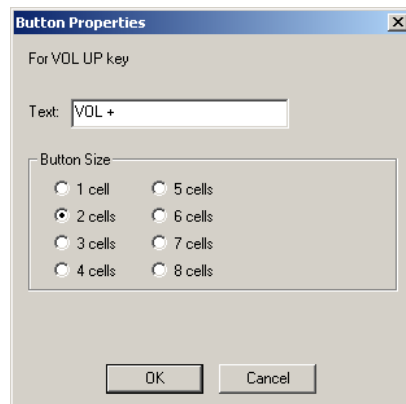 Button Properties
For VOL UP key
Text: VOL +
Button Size
1 cell 5 cells
2 cells 6 cells
3 cells 7 cells
4 cells 8 cells
OK Cancel